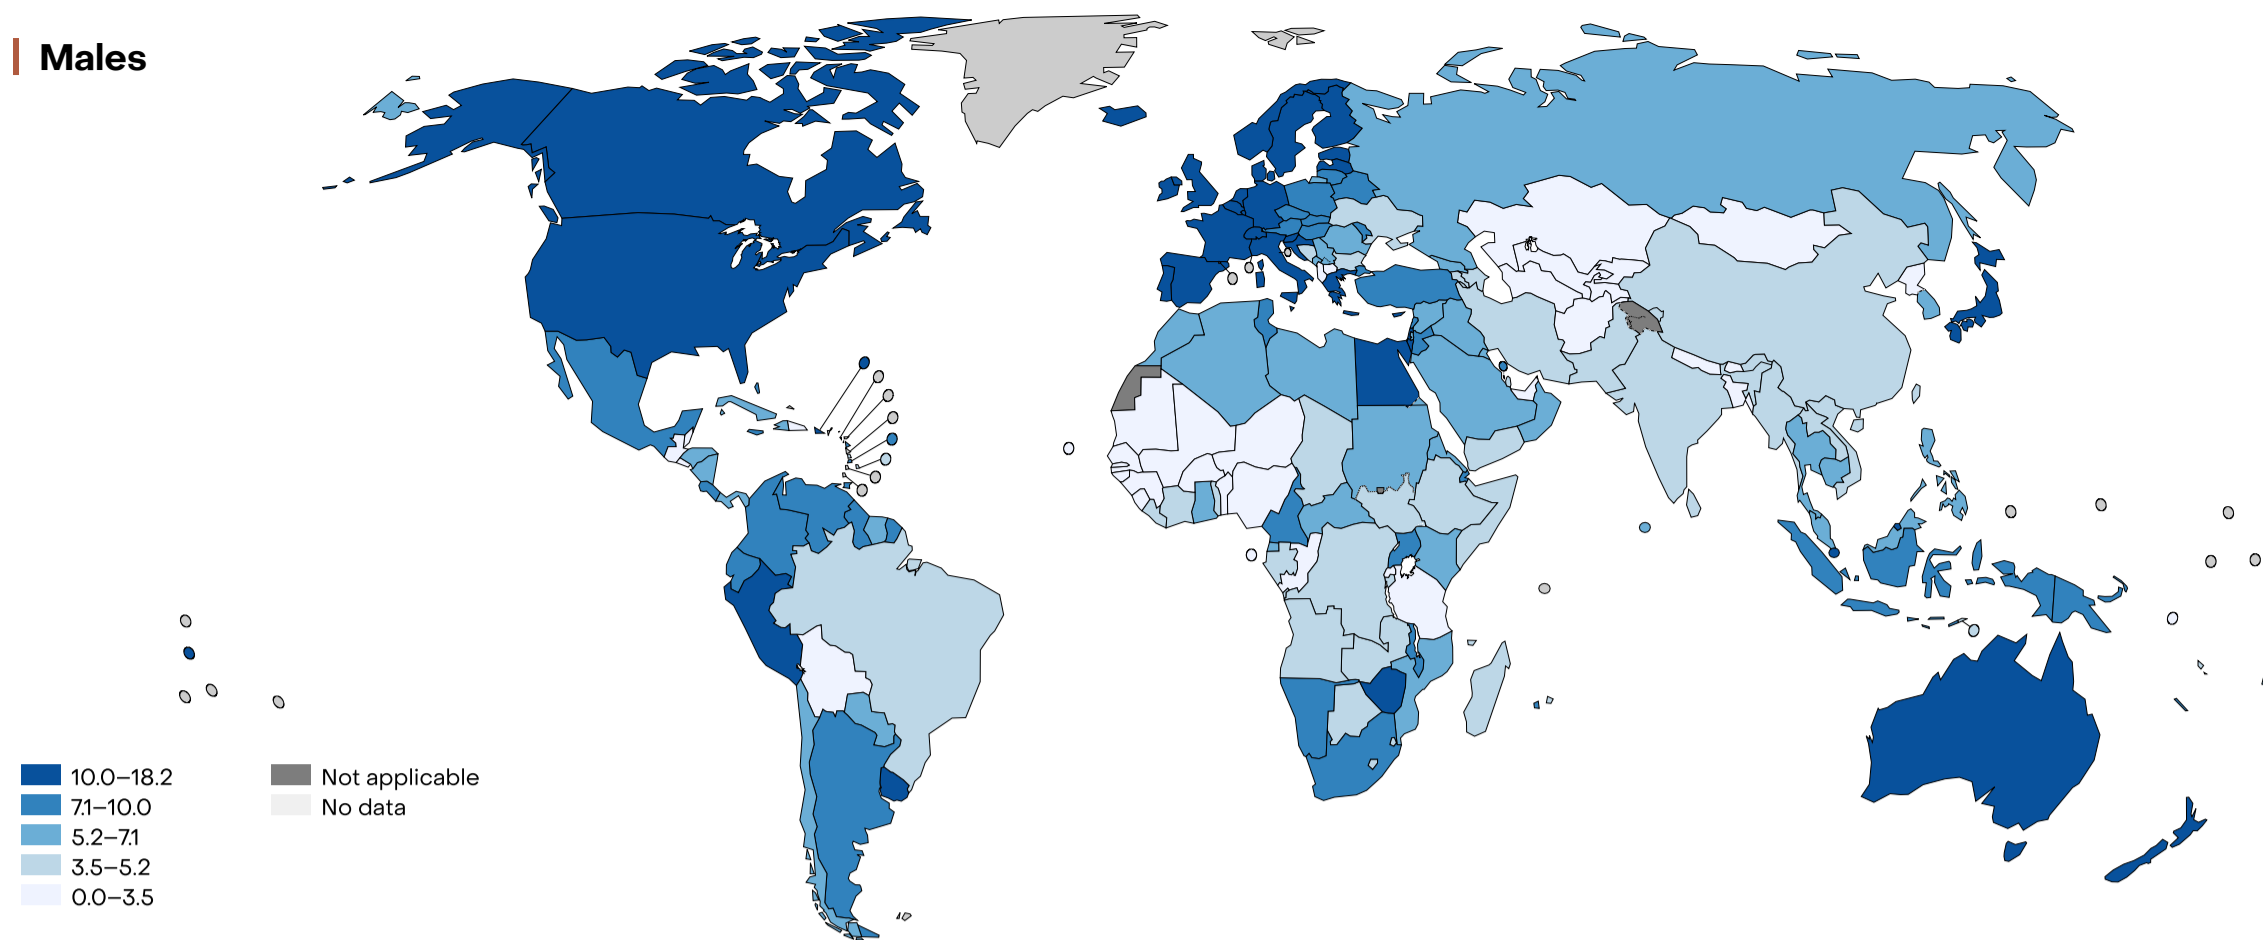 Males
10.0–18.2
7.1–10.0
5.2–7.1
3.5–5.2
0.0–3.5
Not applicable
No data